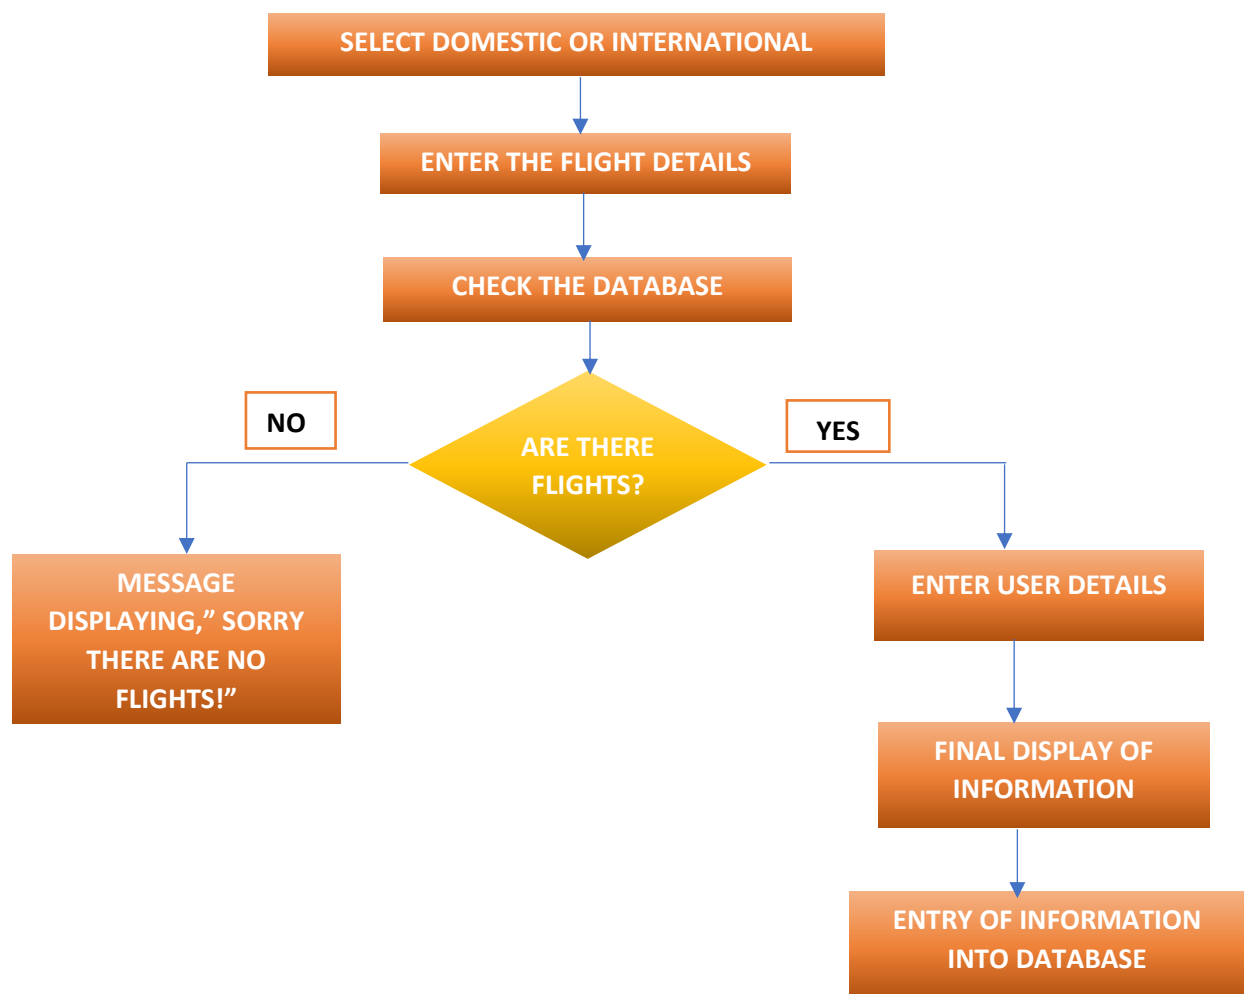 SELECT DOMESTIC OR INTERNATIONAL
ENTER THE FLIGHT DETAILS
CHECK THE DATABASE
NO
YES
ARE THERE
FLIGHTS?
MESSAGE
DISPLAYING,” SORRY
THERE ARE NO
FLIGHTS!”
ENTER USER DETAILS
FINAL DISPLAY OF
INFORMATION
ENTRY OF INFORMATION
INTO DATABASE